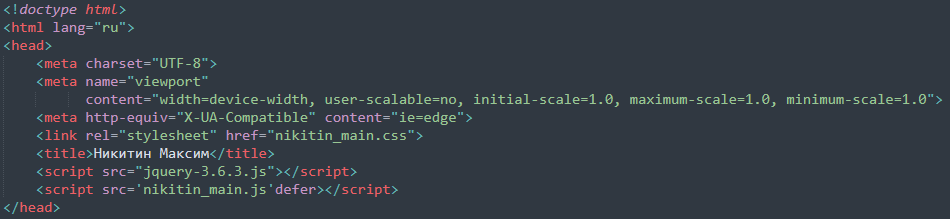 <!doctype html>
<html lang="ru">
<head>
    <meta charset="UTF-8">
    <meta name="viewport"
          content="width=device-width, user-scalable=no, initial-scale=1.0, maximum-scale=1.0, minimum-scale=1.0">
    <meta http-equiv="X-UA-Compatible" content="ie=edge">
    <link rel="stylesheet" href="nikitin_main.css">
    <title>Никитин Максим</title>
    <script src="jquery-3.6.3.js"></script>
    <script src='nikitin_main.js'defer></script>
</head>